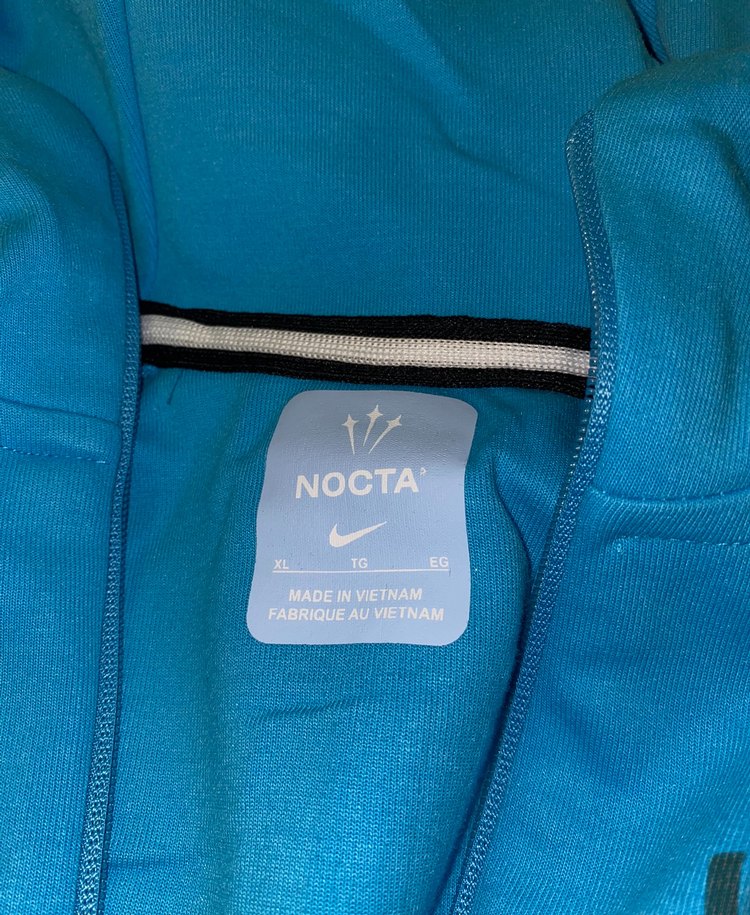 NOCTA
XL TG EG
MADE IN VIETNAM
FABRIQUE AU VIETNAM